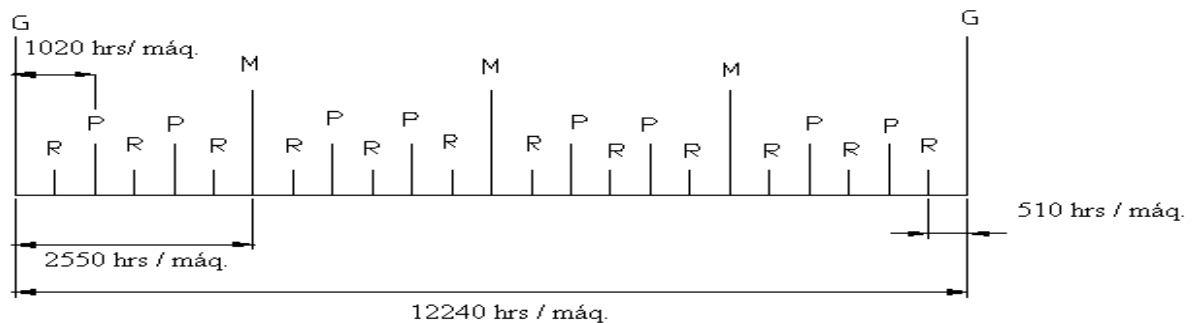 G G
1020 hrs/ máq.
M M M
P P P P P P P P
R R R R R R R R R R R R
510 hrs / máq.
2550 hrs / máq.
12240 hrs / máq.